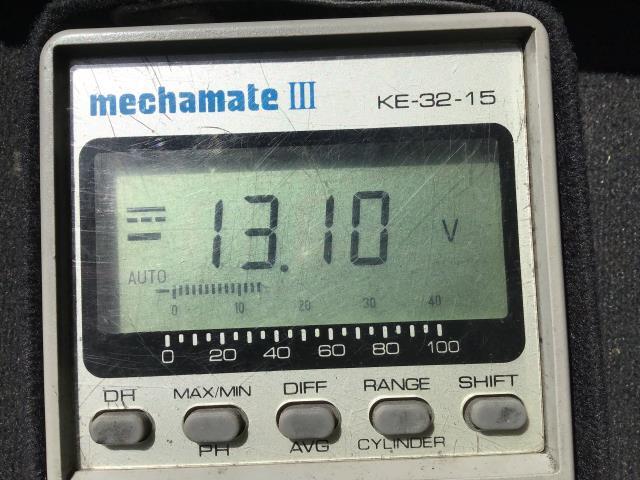 mechamate III KE-32-15
13.10 V
AUTO
0 10 20 30 40
0 20 40 60 80 100
DH MAX/MIN DIFF RANGE SHIFT
PH AVG CYLINDER